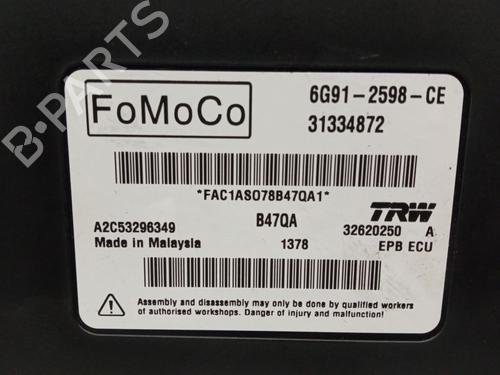 FoMoCo
6G91-2598-CE
31334872
*FAC1ASO78B47QA1*
A2C53296349 B47QA TRW 32620250 A
Made in Malaysia 1378 EPB ECU
Assembly and disassembly may only be done by qualified workers
of authorised workshops. Danger of injury and malfunction!
B-PARTS